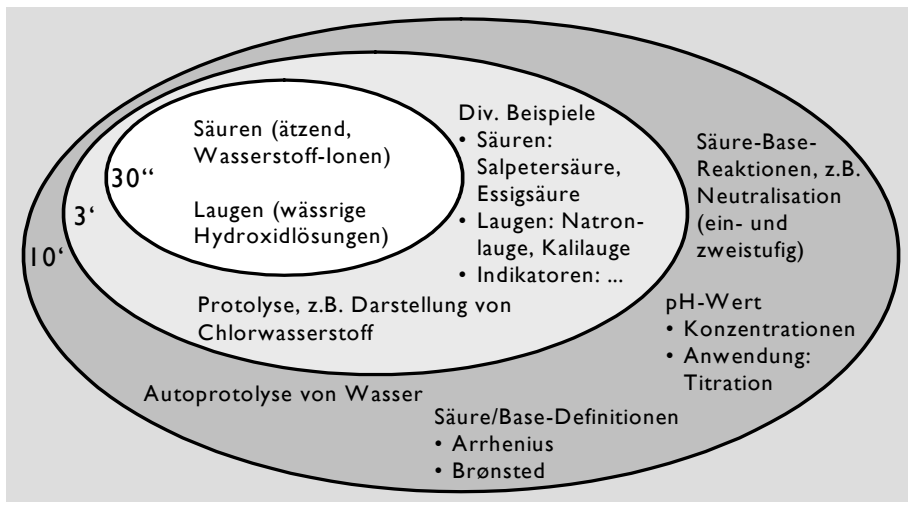 30“
Säuren (ätzend,
Wasserstoff-Ionen)
Laugen (wässrige
Hydroxidlösungen)
3‘
Div. Beispiele
• Säuren:
Salpetersäure,
Essigsäure
• Laugen: Natron-
lauge, Kalilauge
• Indikatoren: ...
Protolyse, z.B. Darstellung von
Chlorwasserstoff
10‘
Säure-Base-
Reaktionen, z.B.
Neutralisation
(ein- und
zweistufig)
pH-Wert
• Konzentrationen
• Anwendung:
Titration
Autoprotolyse von Wasser
Säure/Base-Definitionen
• Arrhenius
• Brønsted